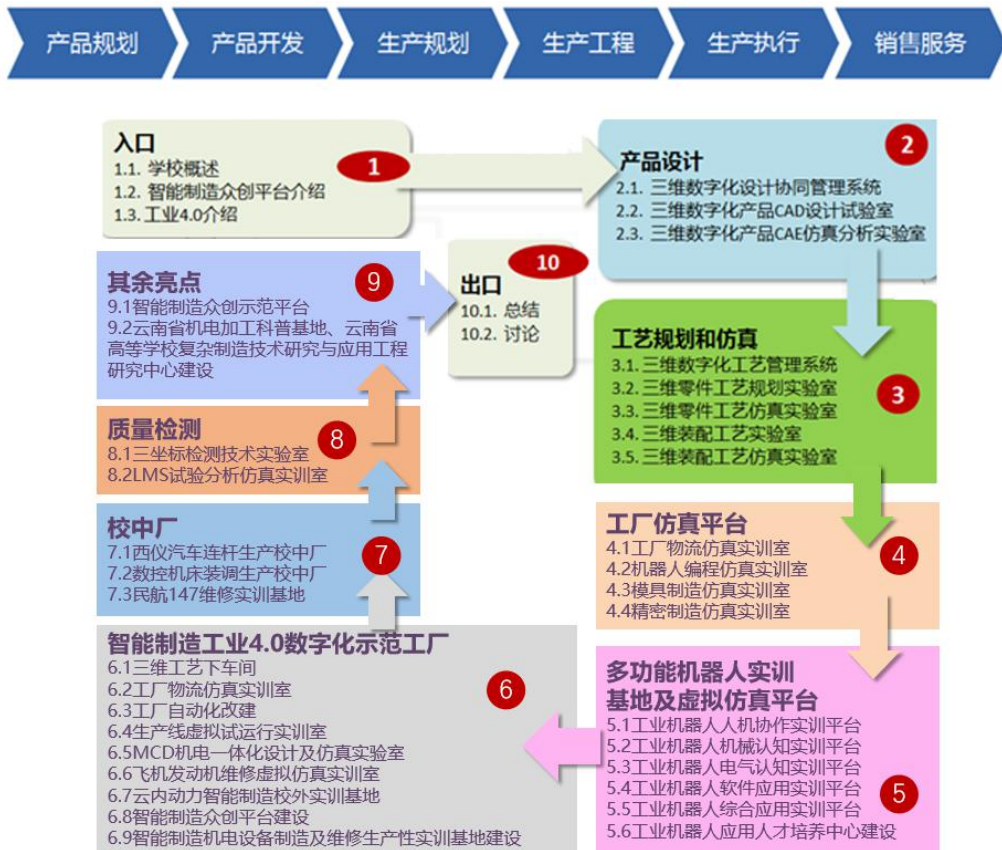 产品规划
产品开发
生产规划
生产工程
生产执行
销售服务
入口
1
1.1. 学校概述
1.2. 智能制造众创平台介绍
1.3. 工业4.0介绍
产品设计
2
2.1. 三维数字化设计协同管理系统
2.2. 三维数字化产品CAD设计试验室
2.3. 三维数字化产品CAE仿真分析实验室
工艺规划和仿真
3
3.1. 三维数字化工艺管理系统
3.2. 三维零件工艺规划实验室
3.3. 三维零件工艺仿真实验室
3.4. 三维装配工艺实验室
3.5. 三维装配工艺仿真实验室
工厂仿真平台
4
4.1工厂物流仿真实训室
4.2机器人编程仿真实训室
4.3模具制造仿真实训室
4.4精密制造仿真实训室
多功能机器人实训
基地及虚拟仿真平台
5.1工业机器人人机协作实训平台
5.2工业机器人机械认知实训平台
5.3工业机器人电气认知实训平台
5.4工业机器人软件应用实训平台
5.5工业机器人综合应用实训平台
5
5.6工业机器人应用人才培养中心建设
智能制造工业4.0数字化示范工厂
6.1三维工艺下车间
6
6.2工厂物流仿真实训室
6.3工厂自动化改建
6.4生产线虚拟试运行实训室
6.5MCD机电一体化设计及仿真实验室
6.6飞机发动机维修虚拟仿真实训室
6.7云内动力智能制造校外实训基地
6.8智能制造众创平台建设
6.9智能制造机电设备制造及维修生产性实训基地建设
校中厂
7
7.1西仪汽车连杆生产校中厂
7.2数控机床装调生产校中厂
7.3民航147维修实训基地
质量检测
8
8.1三坐标检测技术实验室
8.2LMS试验分析仿真实训室
其余亮点
9
9.1智能制造众创示范平台
9.2云南省机电加工科普基地、云南省
高等学校复杂制造技术研究与应用工程
研究中心建设
10
出口
10.1. 总结
10.2. 讨论